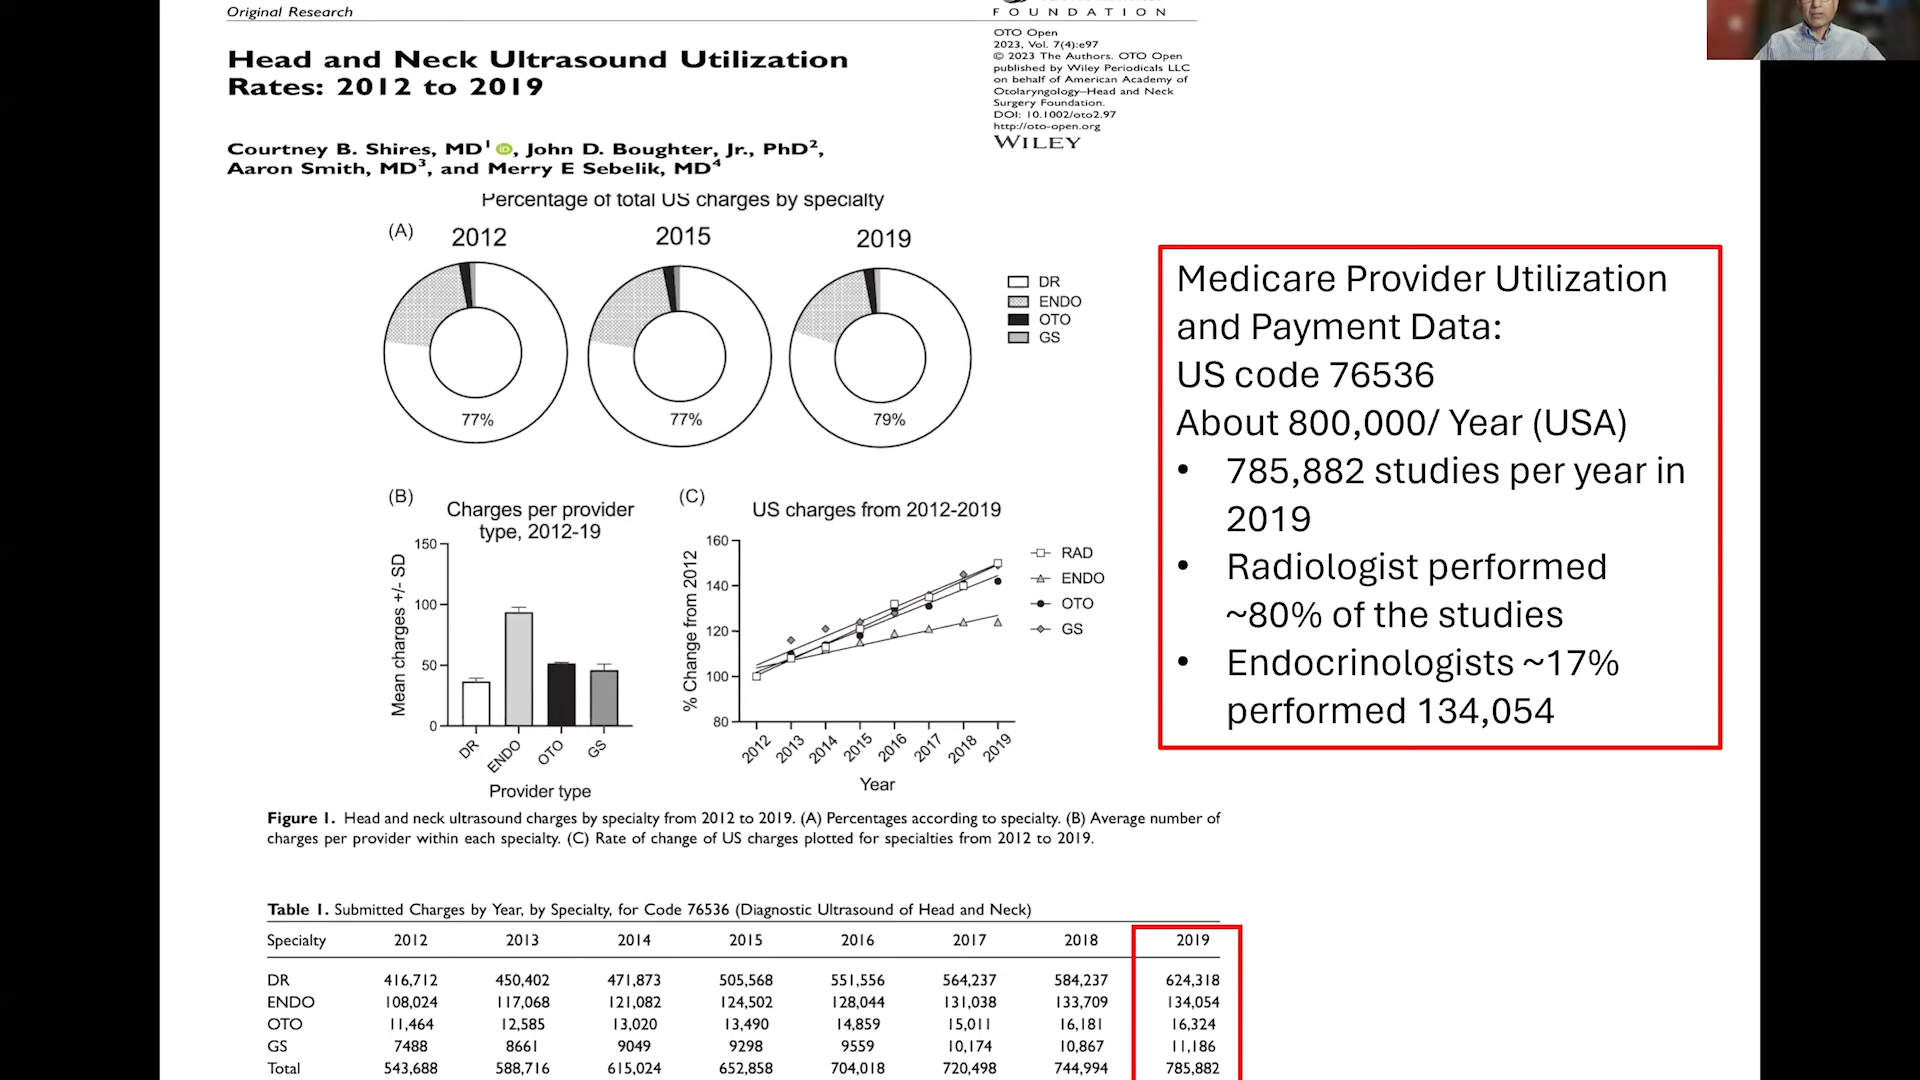 Original Research
FOUNDATION
OTO Open
2023, Vol. 7(4):e97
© 2023 The Authors. OTO Open
published by Wiley Periodicals LLC
on behalf of American Academy of
Otolaryngology–Head and Neck
Surgery Foundation.
DOI: 10.1002/oto2.97
http://oto-open.org
WILEY
Head and Neck Ultrasound Utilization
Rates: 2012 to 2019
Courtney B. Shires, MD1 iD, John D. Boughter, Jr., PhD2,
Aaron Smith, MD3, and Merry E Sebelik, MD4
Percentage of total US charges by specialty
(A)
2012
2015
2019
77%
77%
79%
DR
ENDO
OTO
GS
(B)
Charges per provider
type, 2012-19
Mean charges +/- SD
150
100
50
0
DR
ENDO
OTO
GS
Provider type
(C)
US charges from 2012-2019
% Change from 2012
160
140
120
100
80
2012
2013
2014
2015
2016
2017
2018
2019
Year
RAD
ENDO
OTO
GS
Medicare Provider Utilization
and Payment Data:
US code 76536
About 800,000/ Year (USA)
• 785,882 studies per year in
2019
• Radiologist performed
~80% of the studies
• Endocrinologists ~17%
performed 134,054
Figure 1. Head and neck ultrasound charges by specialty from 2012 to 2019. (A) Percentages according to specialty. (B) Average number of
charges per provider within each specialty. (C) Rate of change of US charges plotted for specialties from 2012 to 2019.
Table 1. Submitted Charges by Year, by Specialty, for Code 76536 (Diagnostic Ultrasound of Head and Neck)
Specialty 2012 2013 2014 2015 2016 2017 2018 2019
DR 416,712 450,402 471,873 505,568 551,556 564,237 584,237 624,318
ENDO 108,024 117,068 121,082 124,502 128,044 131,038 133,709 134,054
OTO 11,464 12,585 13,020 13,490 14,859 15,011 16,181 16,324
GS 7488 8661 9049 9298 9559 10,174 10,867 11,186
Total 543,688 588,716 615,024 652,858 704,018 720,498 744,994 785,882